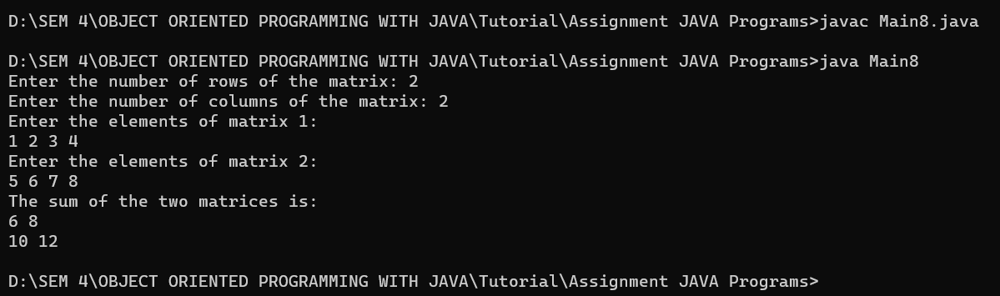 D:\SEM 4\OBJECT ORIENTED PROGRAMMING WITH JAVA\Tutorial\Assignment JAVA Programs>javac Main8.java
D:\SEM 4\OBJECT ORIENTED PROGRAMMING WITH JAVA\Tutorial\Assignment JAVA Programs>java Main8
Enter the number of rows of the matrix: 2
Enter the number of columns of the matrix: 2
Enter the elements of matrix 1:
1 2 3 4
Enter the elements of matrix 2:
5 6 7 8
The sum of the two matrices is:
6 8
10 12
D:\SEM 4\OBJECT ORIENTED PROGRAMMING WITH JAVA\Tutorial\Assignment JAVA Programs>